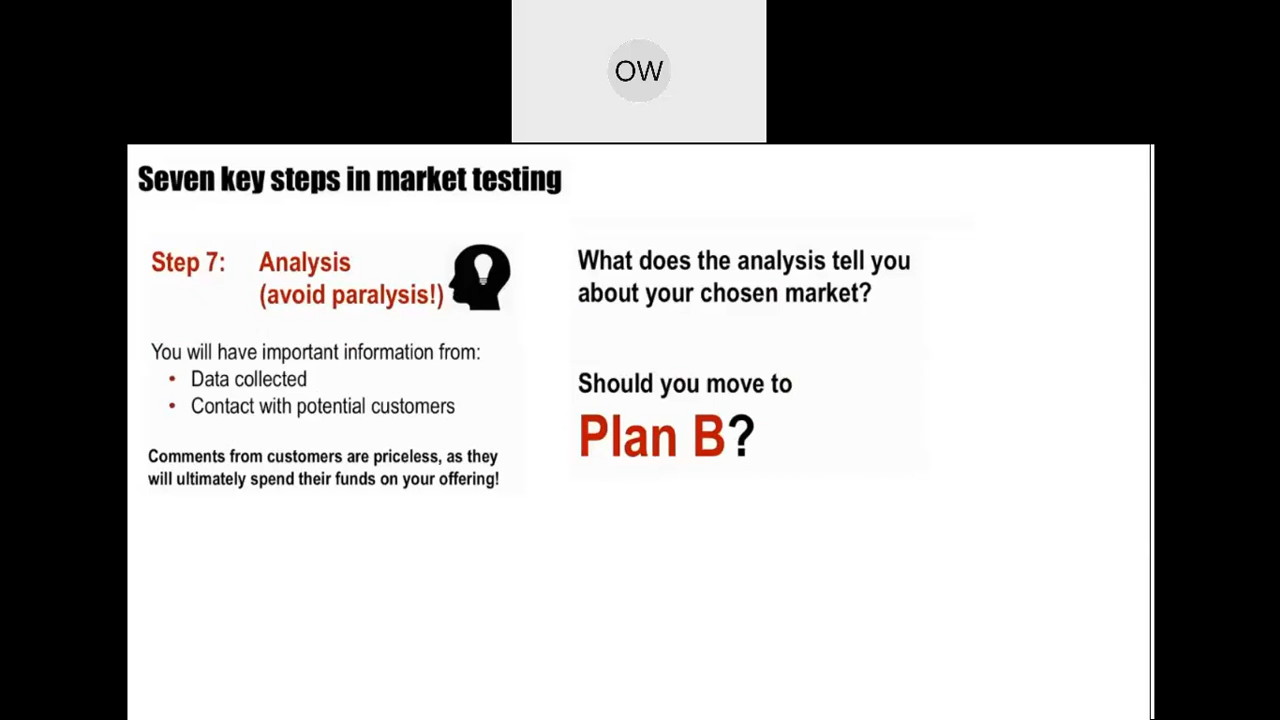 OW
Seven key steps in market testing
Step 7: Analysis
(avoid paralysis!)
You will have important information from:
• Data collected
• Contact with potential customers
Comments from customers are priceless, as they
will ultimately spend their funds on your offering!
What does the analysis tell you
about your chosen market?
Should you move to
Plan B?